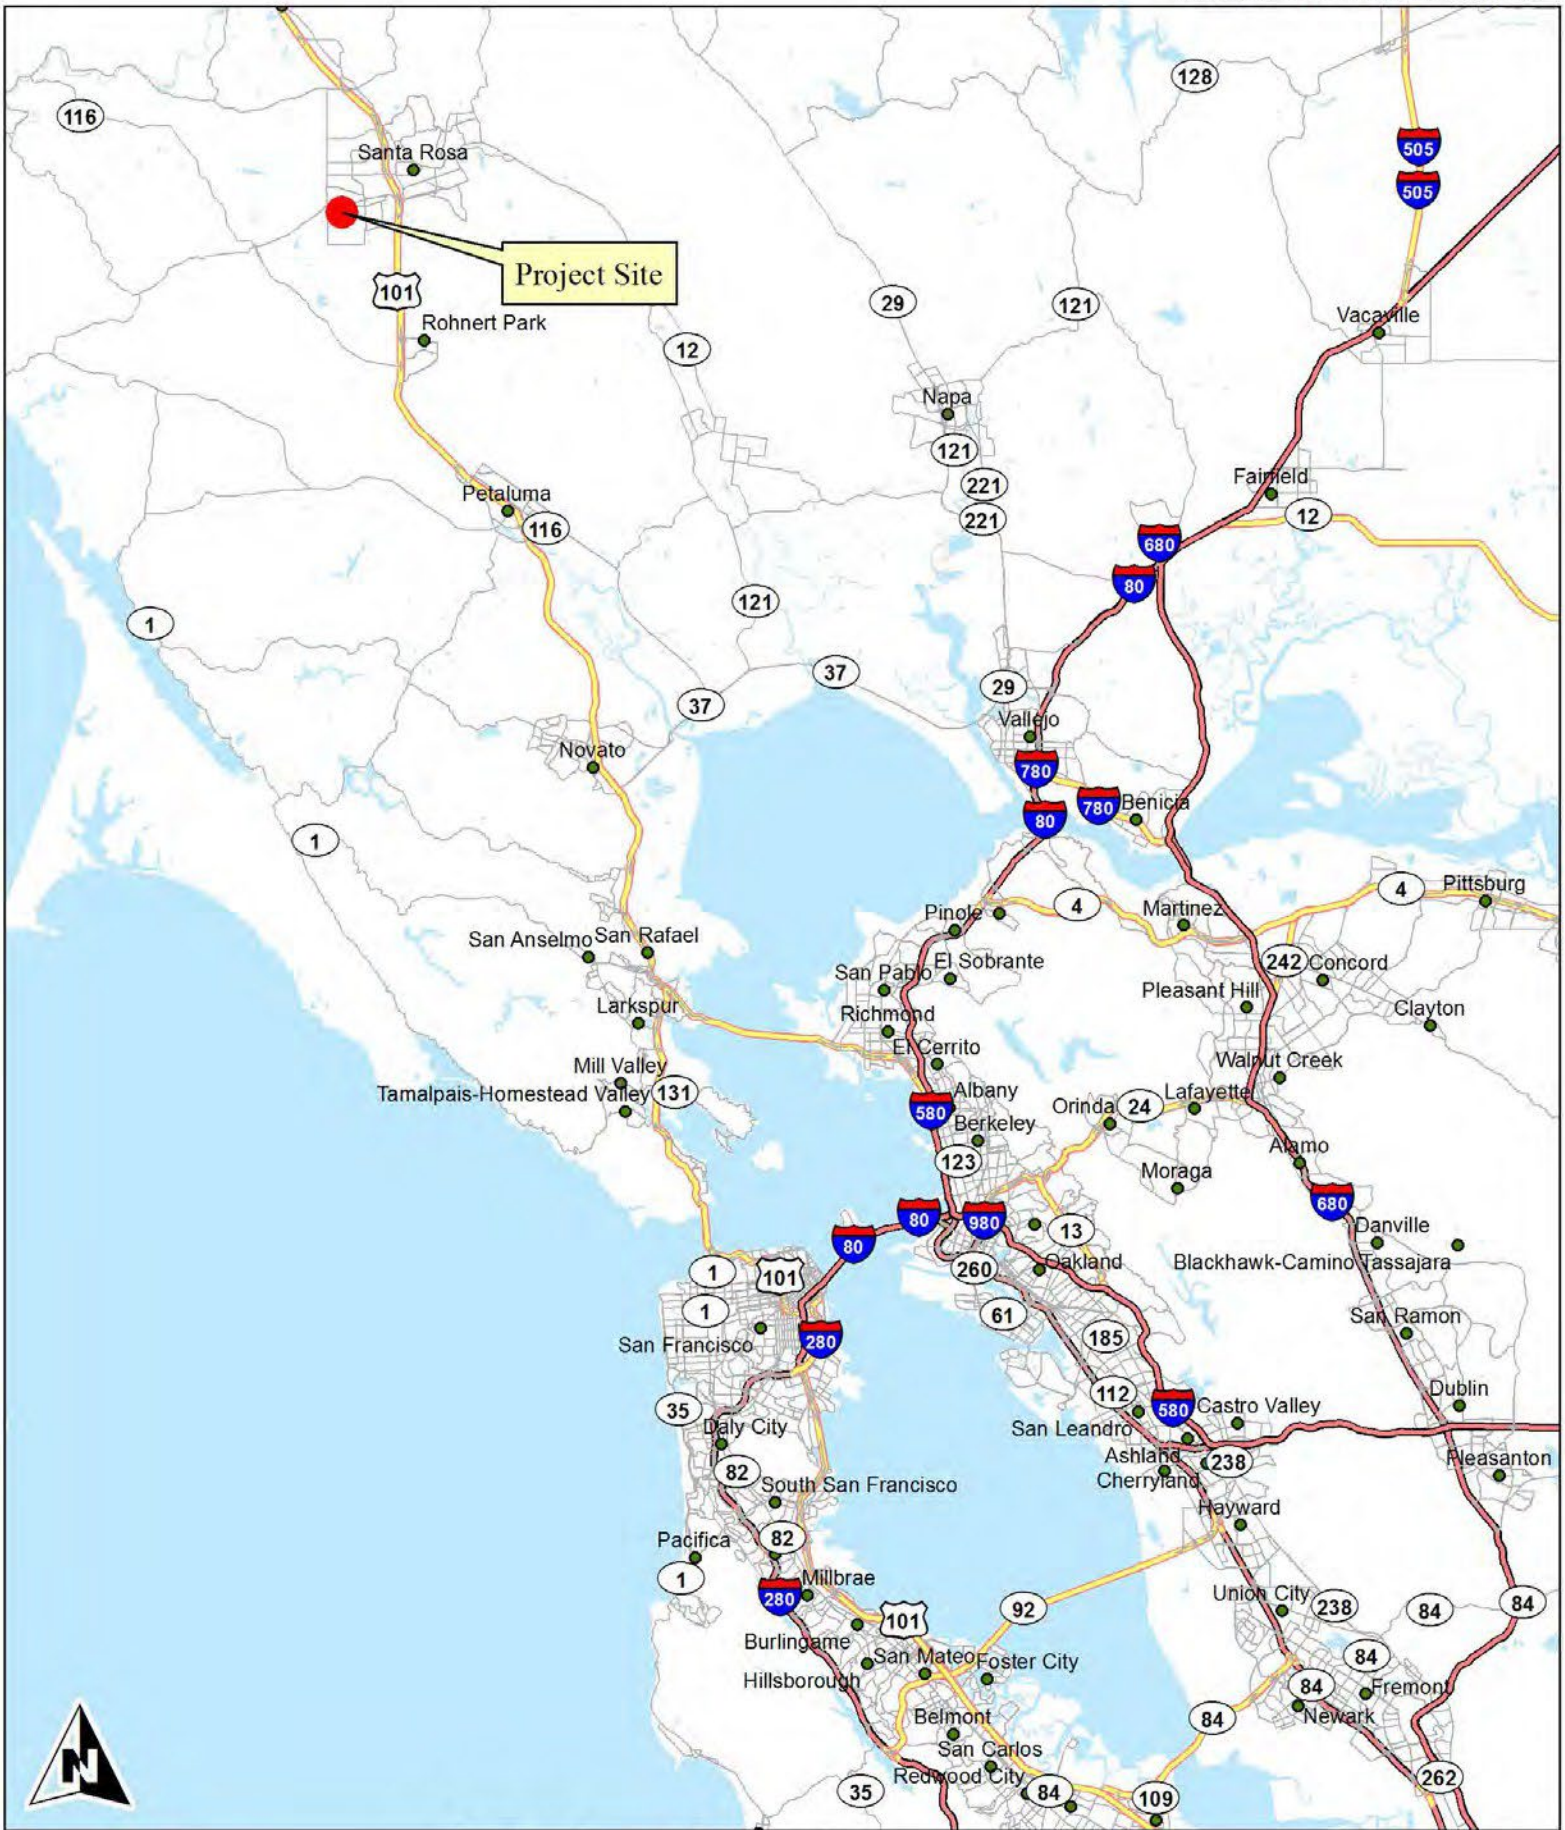 128
116
505
Santa Rosa
505
Project Site
101
29
121
Vacaville
Rohnert Park
12
Napa
121
Fairfield
221
Petaluma
12
221
116
680
80
121
1
37
29
37
Vallejo
Novato
780
780
Benicia
80
1
4
Pittsburg
4
Pinole
Martinez
San Anselmo
San Rafael
El Sobrante
242
Concord
San Pablo
Pleasant Hill
Larkspur
Richmond
Clayton
El Cerrito
Walnut Creek
Mill Valley
Tamalpais-Homestead Valley
131
Albany
Lafayette
Orinda
24
580
Berkeley
Alamo
123
Moraga
680
80
980
Danville
13
80
Blackhawk-Camino Tassajara
1
101
260
Oakland
1
61
San Ramon
San Francisco
280
185
Dublin
112
35
580
Castro Valley
Daly City
San Leandro
Ashland
238
Pleasanton
82
Cherryland
South San Francisco
Hayward
82
Pacifica
1
Millbrae
280
Union City
84
92
238
84
101
Burlingame
San Mateo
Foster City
84
Hillsborough
84
Fremont
Belmont
84
Newark
San Carlos
N
Redwood City
262
35
84
109